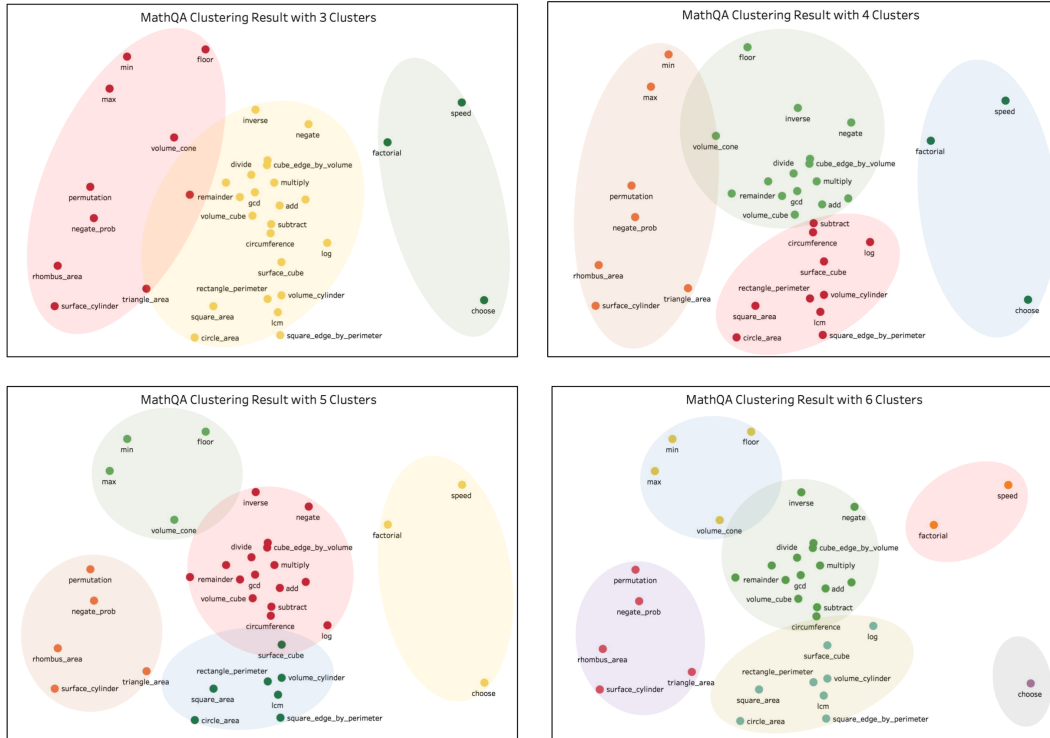 MathQA Clustering Result with 3 Clusters
floor
min
max
inverse
speed
negate
volume_cone
factorial
divide
cube_edge_by_volume
multiply
permutation
remainder
gcd
add
volume_cube
negate_prob
subtract
circumference
log
surface_cube
rhombus_area
rectangle_perimeter
volume_cylinder
triangle_area
surface_cylinder
square_area
lcm
choose
circle_area
square_edge_by_perimeter
MathQA Clustering Result with 4 Clusters
floor
min
max
inverse
speed
negate
volume_cone
factorial
divide
cube_edge_by_volume
multiply
permutation
remainder
gcd
add
volume_cube
negate_prob
subtract
circumference
log
surface_cube
rhombus_area
rectangle_perimeter
volume_cylinder
triangle_area
surface_cylinder
square_area
lcm
choose
circle_area
square_edge_by_perimeter
MathQA Clustering Result with 5 Clusters
floor
min
max
inverse
speed
negate
volume_cone
factorial
divide
cube_edge_by_volume
multiply
permutation
remainder
gcd
add
volume_cube
negate_prob
subtract
circumference
log
surface_cube
rhombus_area
rectangle_perimeter
volume_cylinder
triangle_area
surface_cylinder
square_area
lcm
choose
circle_area
square_edge_by_perimeter
MathQA Clustering Result with 6 Clusters
floor
min
max
inverse
speed
negate
volume_cone
factorial
divide
cube_edge_by_volume
multiply
permutation
remainder
gcd
add
volume_cube
negate_prob
subtract
circumference
log
surface_cube
rhombus_area
rectangle_perimeter
volume_cylinder
triangle_area
surface_cylinder
square_area
lcm
choose
circle_area
square_edge_by_perimeter